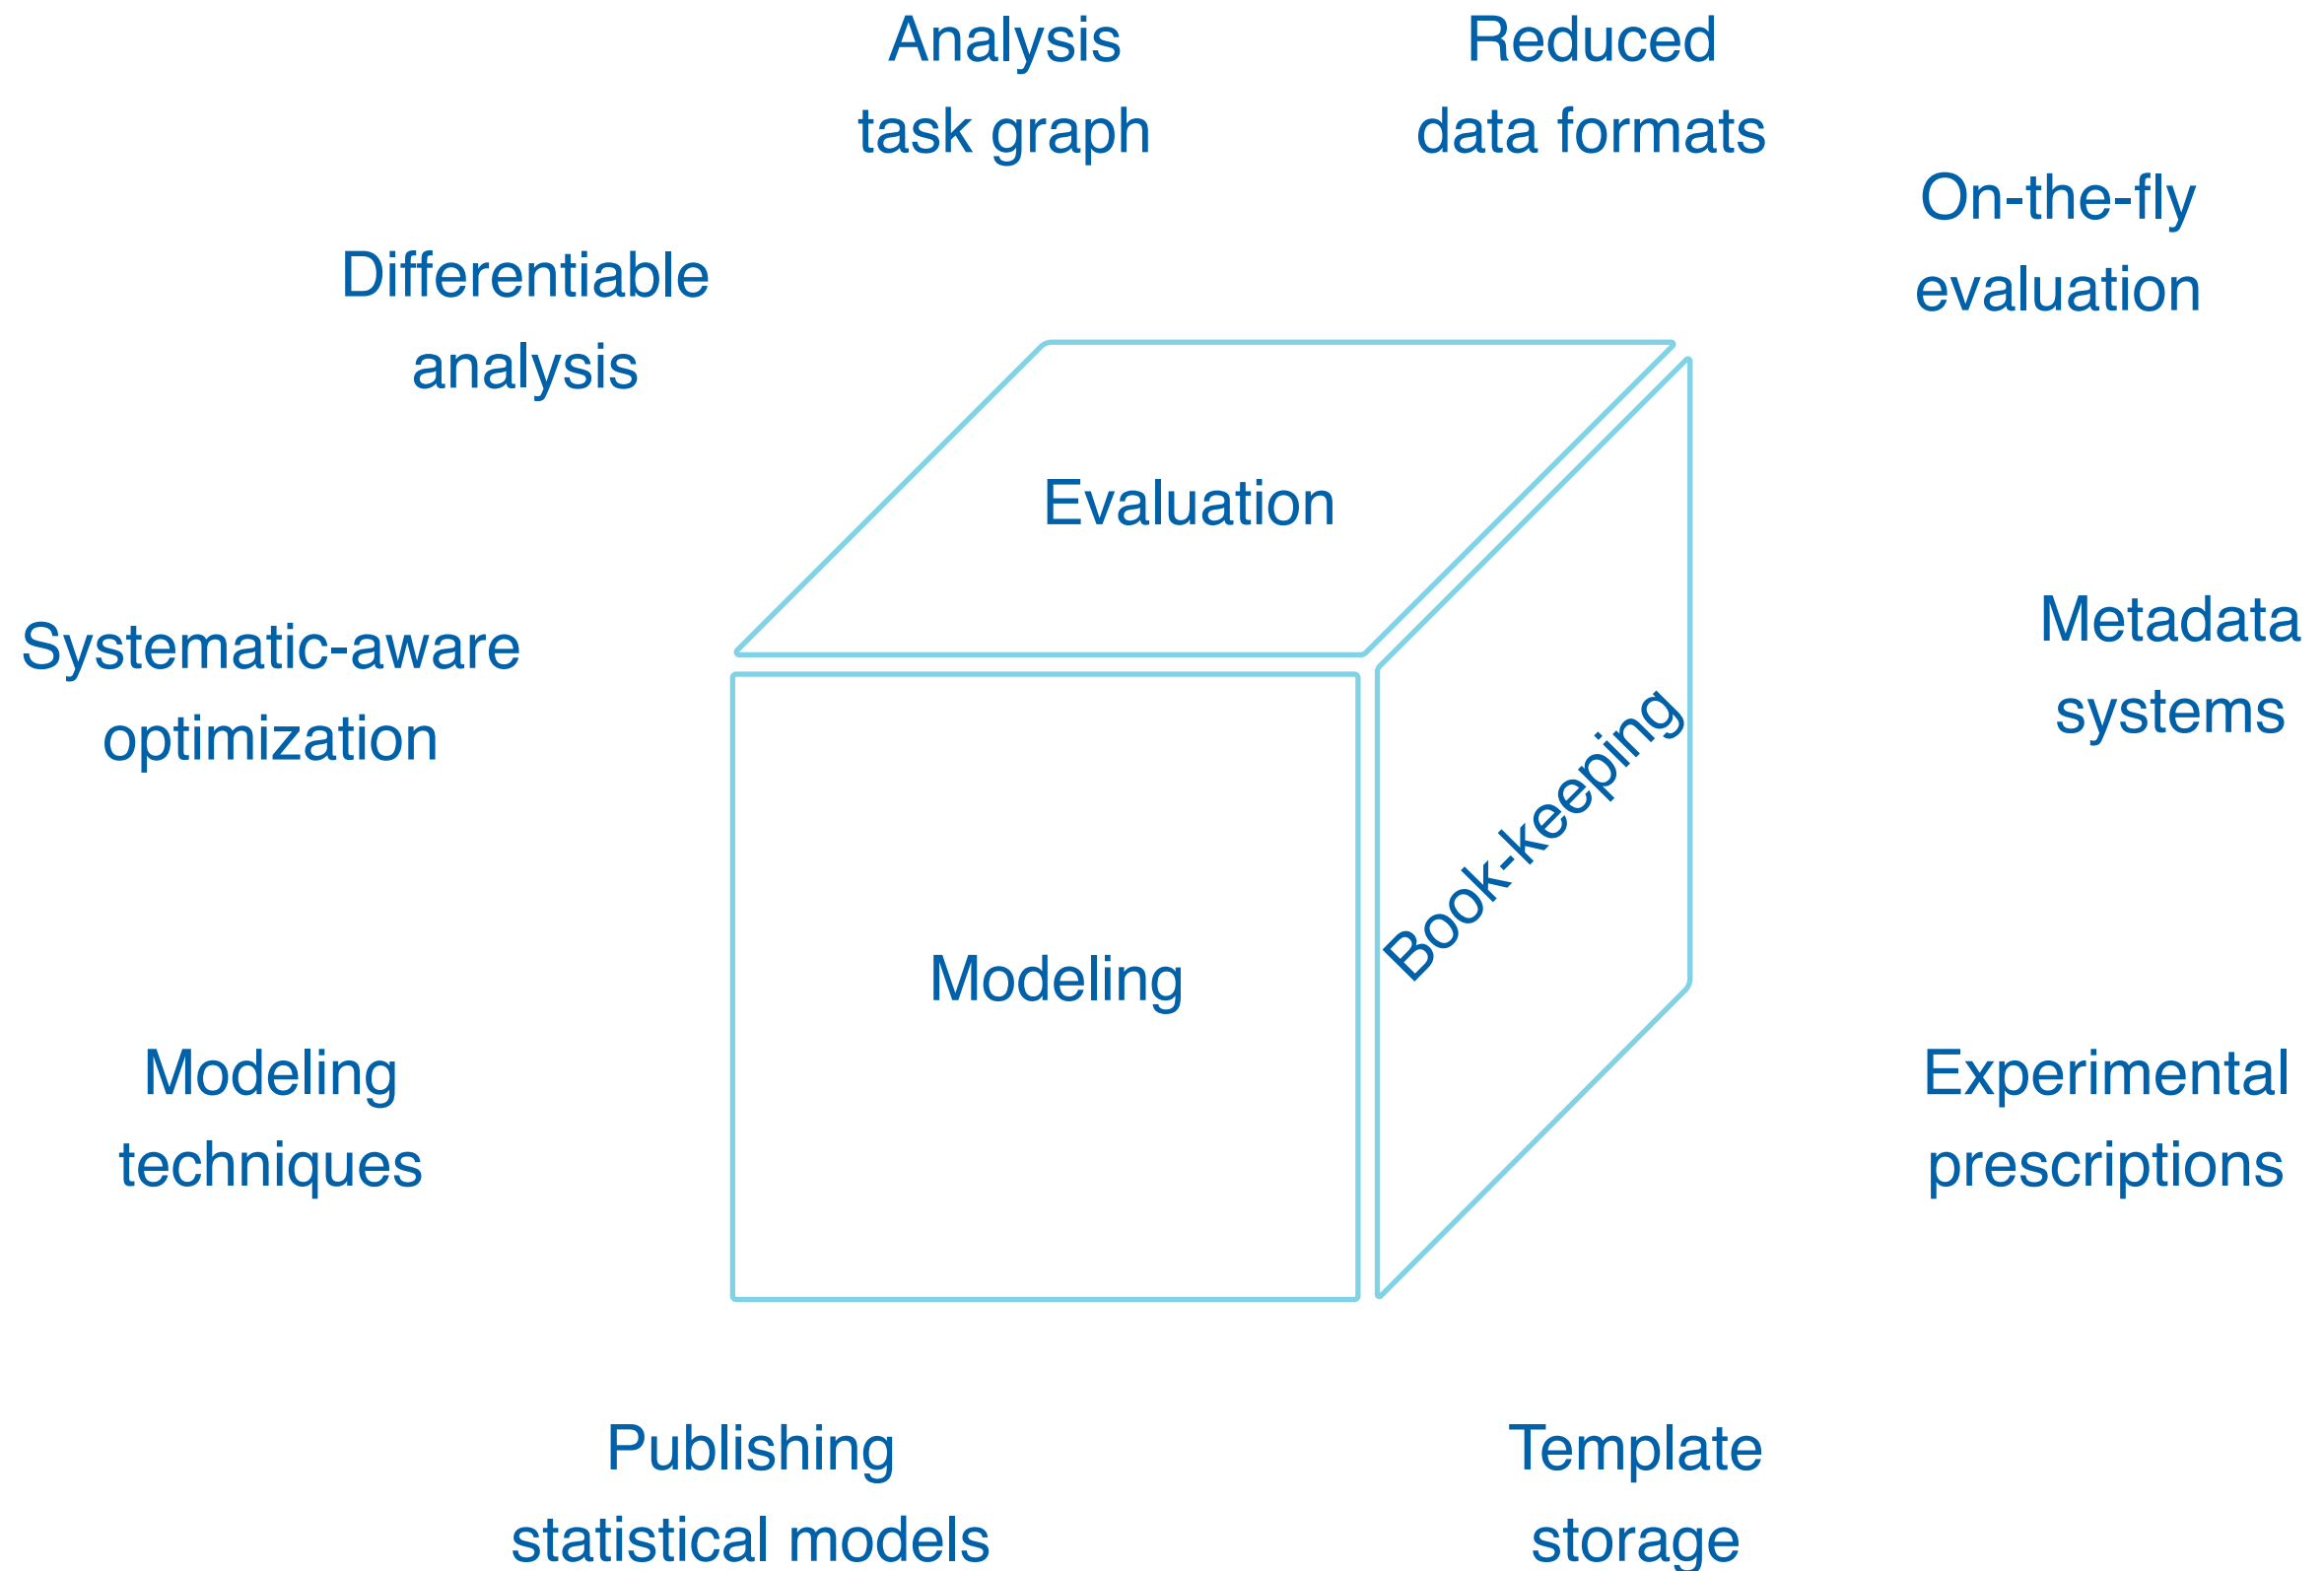 Analysis
task graph
Reduced
data formats
On-the-fly
evaluation
Differentiable
analysis
Evaluation
Systematic-aware
optimization
Metadata
systems
Book-keeping
Modeling
Modeling
techniques
Experimental
prescriptions
Publishing
statistical models
Template
storage